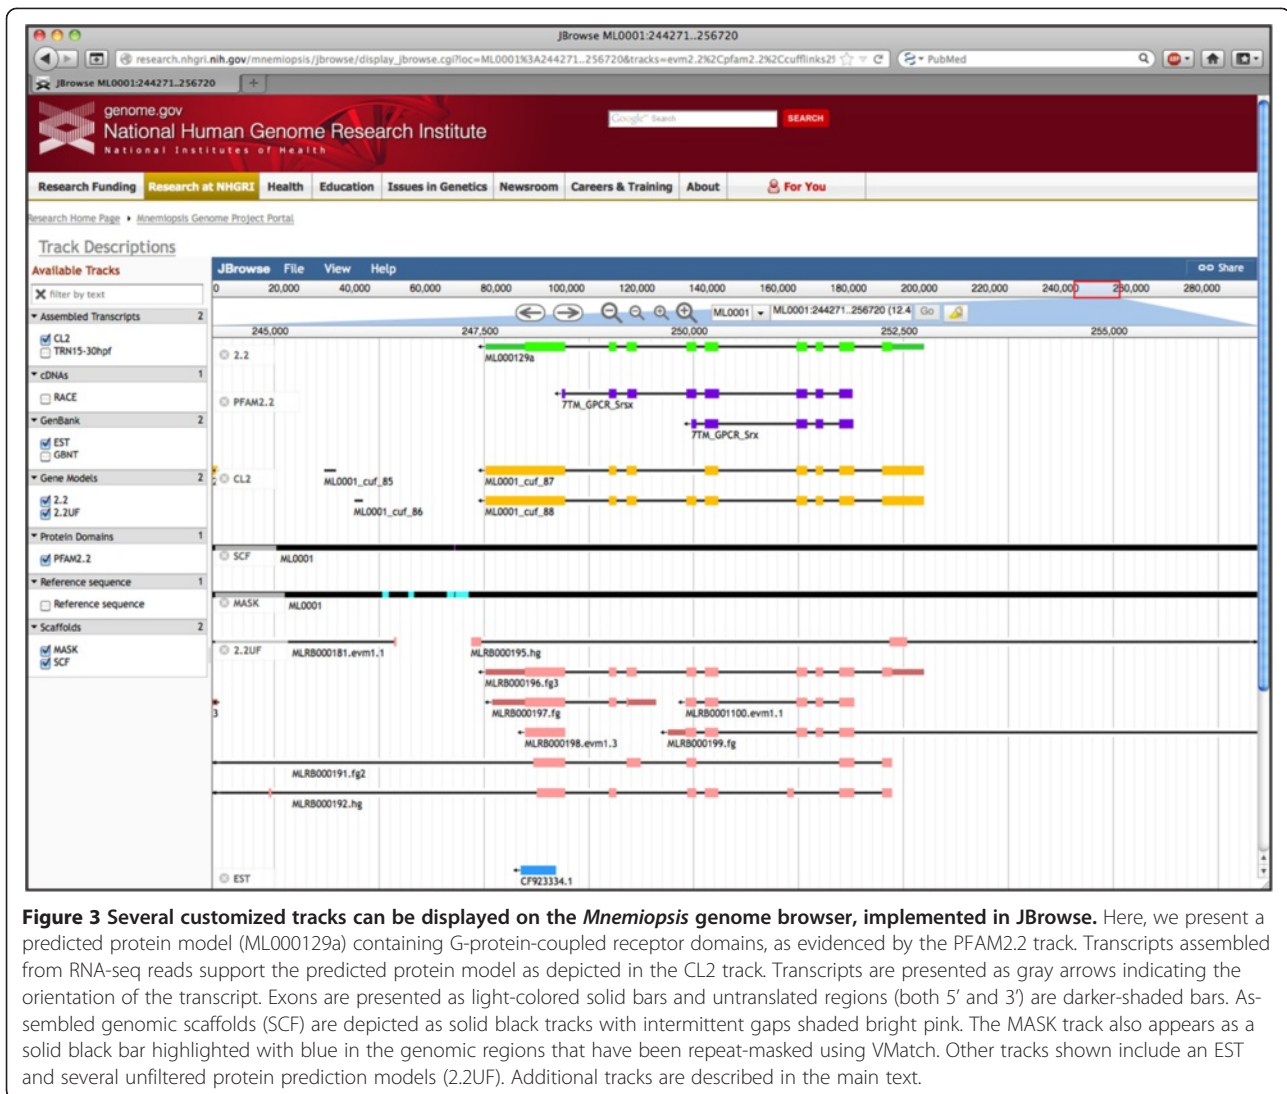 JBrowse ML0001:244271..256720
research.nhgri.nih.gov/mnemiopsis/jbrowse/display_jbrowse.cgi?loc=ML0001%3A244271..256720&tracks=evm2.2%2Cpfam2.2%2Ccufflinks2!
PubMed
JBrowse ML0001:244271..256720
genome.gov
National Human Genome Research Institute
National Institutes of Health
Google™ Search SEARCH
Research Funding Research at NHGRI Health Education Issues in Genetics Newsroom Careers & Training About For You
Research Home Page Mnemiopsis Genome Project Portal
Track Descriptions
Available Tracks
filter by text
Assembled Transcripts 2
CL2
TRN15-30hpf
cDNAs 1
RACE
GenBank 2
EST
GBNT
Gene Models 2
2.2
2.2UF
Protein Domains 1
PFAM2.2
Reference sequence 1
Reference sequence
Scaffolds 2
MASK
SCF
JBrowse File View Help Share
0 20,000 40,000 60,000 80,000 100,000 120,000 140,000 160,000 180,000 200,000 220,000 240,000 260,000 280,000
ML0001 ML0001:244271..256720 (12.4 Go
245,000 247,500 250,000 252,500 255,000
2.2
ML000129a
PFAM2.2
7TM_GPCR_Srsx
7TM_GPCR_Srx
CL2
ML0001_cuf_85 ML0001_cuf_87
ML0001_cuf_86 ML0001_cuf_88
SCF ML0001
MASK ML0001
2.2UF MLRB000181.evm1.1 MLRB000195.hg
MLRB000196.fg3
3 MLRB000197.fg MLRB0001100.evm1.1
MLRB000198.evm1.3 MLRB000199.fg
MLRB000191.fg2
MLRB000192.hg
EST CF923334.1
Figure 3 Several customized tracks can be displayed on the Mnemiopsis genome browser, implemented in JBrowse. Here, we present a
predicted protein model (ML000129a) containing G-protein-coupled receptor domains, as evidenced by the PFAM2.2 track. Transcripts assembled
from RNA-seq reads support the predicted protein model as depicted in the CL2 track. Transcripts are presented as gray arrows indicating the
orientation of the transcript. Exons are presented as light-colored solid bars and untranslated regions (both 5’ and 3’) are darker-shaded bars. As-
sembled genomic scaffolds (SCF) are depicted as solid black tracks with intermittent gaps shaded bright pink. The MASK track also appears as a
solid black bar highlighted with blue in the genomic regions that have been repeat-masked using VMatch. Other tracks shown include an EST
and several unfiltered protein prediction models (2.2UF). Additional tracks are described in the main text.